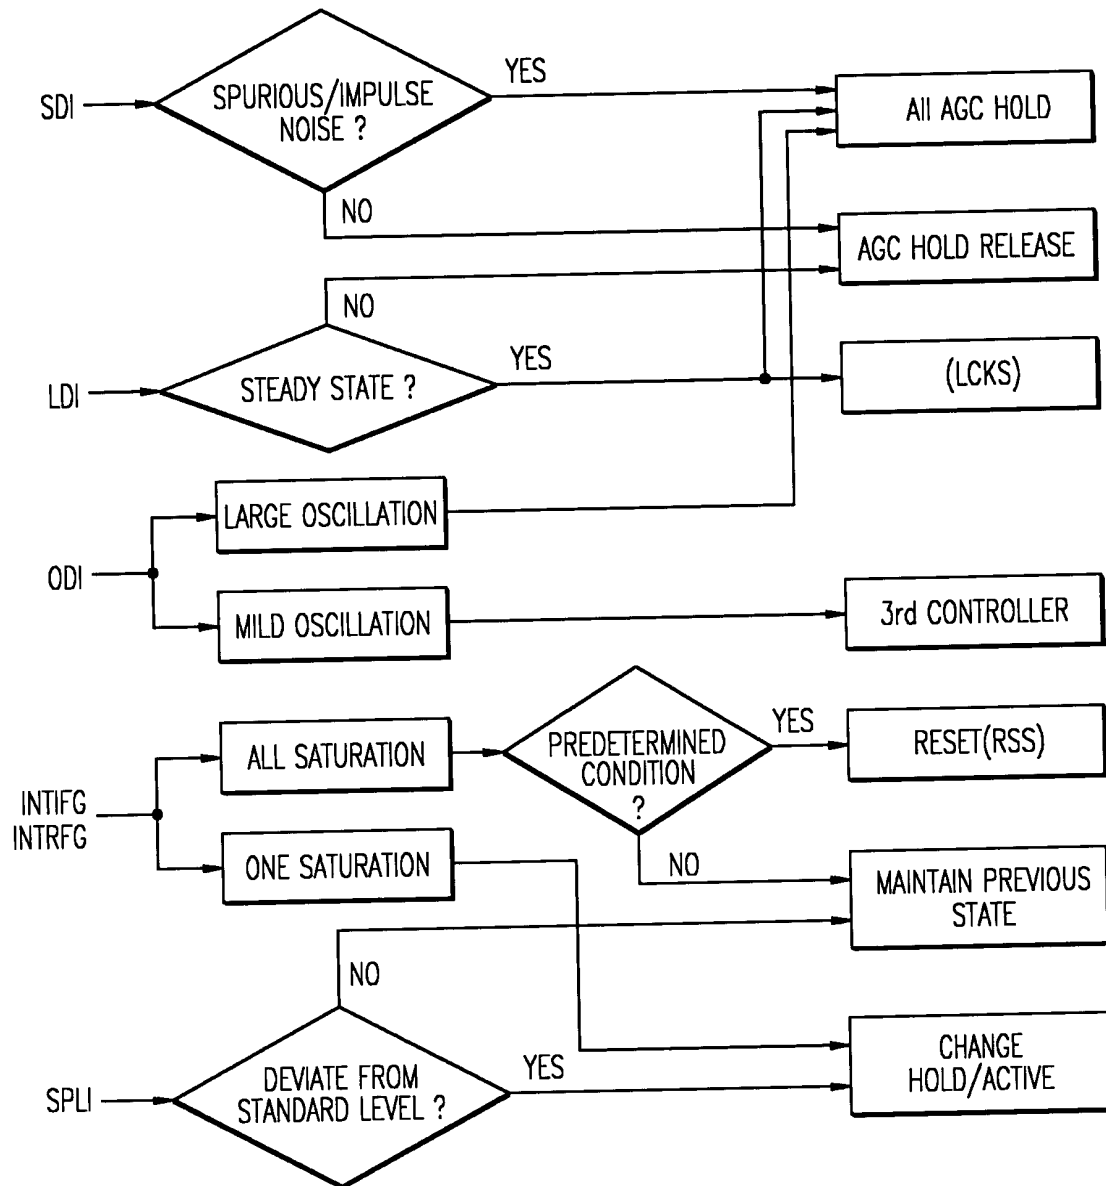 SDI
SPURIOUS/IMPULSE
NOISE ?
YES
All AGC HOLD
NO
AGC HOLD RELEASE
NO
LDI
STEADY STATE ?
YES
(LCKS)
ODI
LARGE OSCILLATION
MILD OSCILLATION
3rd CONTROLLER
INTIFG
INTRFG
ALL SATURATION
PREDETERMINED
CONDITION
?
YES
RESET(RSS)
ONE SATURATION
NO
MAINTAIN PREVIOUS
STATE
NO
SPLI
DEVIATE FROM
STANDARD LEVEL ?
YES
CHANGE
HOLD/ACTIVE